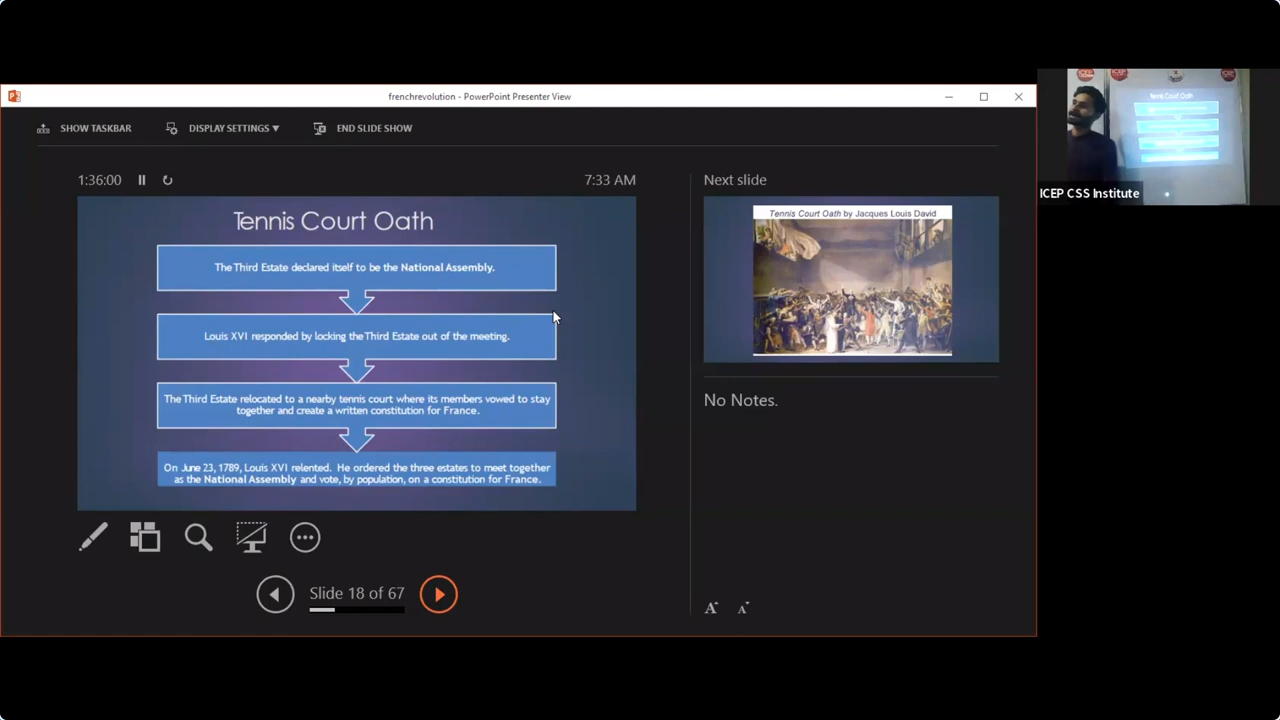 frenchrevolution - PowerPoint Presenter View
SHOW TASKBAR
DISPLAY SETTINGS ▾
END SLIDE SHOW
1:36:00
7:33 AM
Next slide
Tennis Court Oath
The Third Estate declared itself to be the National Assembly.
Louis XVI responded by locking the Third Estate out of the meeting.
The Third Estate relocated to a nearby tennis court where its members vowed to stay
together and create a written constitution for France.
On June 23, 1789, Louis XVI relented. He ordered the three estates to meet together
as the National Assembly and vote, by population, on a constitution for France.
Tennis Court Oath by Jacques Louis David
No Notes.
Slide 18 of 67
A A
Tennis Court Oath
ICEP CSS Institute